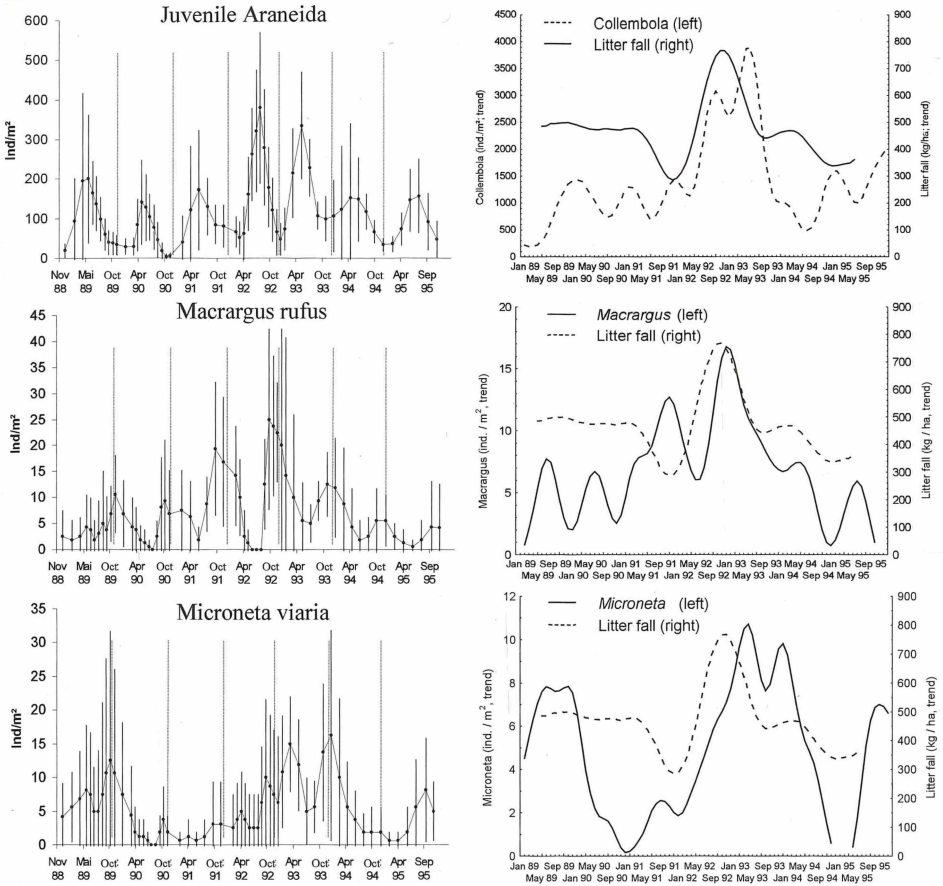 Juvenile Araneida
600
500
400
300
200
100
0
Ind/m²
Nov Mai Oct Apr Oct Apr Oct Apr Oct Apr Oct Apr Oct Apr Sep
88 89 89 90 90 91 91 92 92 93 93 94 94 95 95
Collembola (left)
Litter fall (right)
4500
4000
3500
3000
2500
2000
1500
1000
500
0
Collembola (ind./m²; trend)
900
800
700
600
500
400
300
200
100
0
Litter fall (kg/hs; trend)
Jan 89 Jan 90 Sep 90 Sep 91 May 92 May 93 Jan 94 Jan 95 Sep 95
May 89 May 90 May 91 Jan 92 Sep 92 Sep 93 May 94 May 95
Macrargus rufus
45
40
35
30
25
20
15
10
5
0
Ind/m²
Nov Mai Oct Apr Oct Apr Oct Apr Oct Apr Oct Apr Oct Apr Sep
88 89 89 90 90 91 91 92 92 93 93 94 94 95 95
Macrargus (left)
Litter fall (right)
20
15
10
5
0
Macrargus (ind. / m², trend)
900
800
700
600
500
400
300
200
100
0
Litter fall (kg / ha, trend)
Jan 89 Jan 90 Sep 90 Sep 91 May 92 Jan 93 Sep 93 May 94 Jan 95 Sep 95
May 89 May 90 May 91 Jan 92 Sep 92 May 93 Jan 94 Sep 94 May 95
Microneta viaria
35
30
25
20
15
10
5
0
Ind/m²
Nov Mai Oct Apr Oct Apr Oct Apr Oct Apr Oct Apr Oct Apr Sep
88 89 89 90 90 91 91 92 92 93 93 94 94 95 95
Microneta (left)
Litter fall (right)
12
10
8
6
4
2
0
Microneta (ind. / m², trend)
900
800
700
600
500
400
300
200
100
0
Litter fall (kg / ha, trend)
Jan 89 Jan 90 Sep 90 Sep 91 May 92 Jan 93 Sep 93 May 94 Jan 95 Sep 95
May 89 May 90 May 91 Jan 92 Sep 92 May 93 Jan 94 Sep 94 May 95